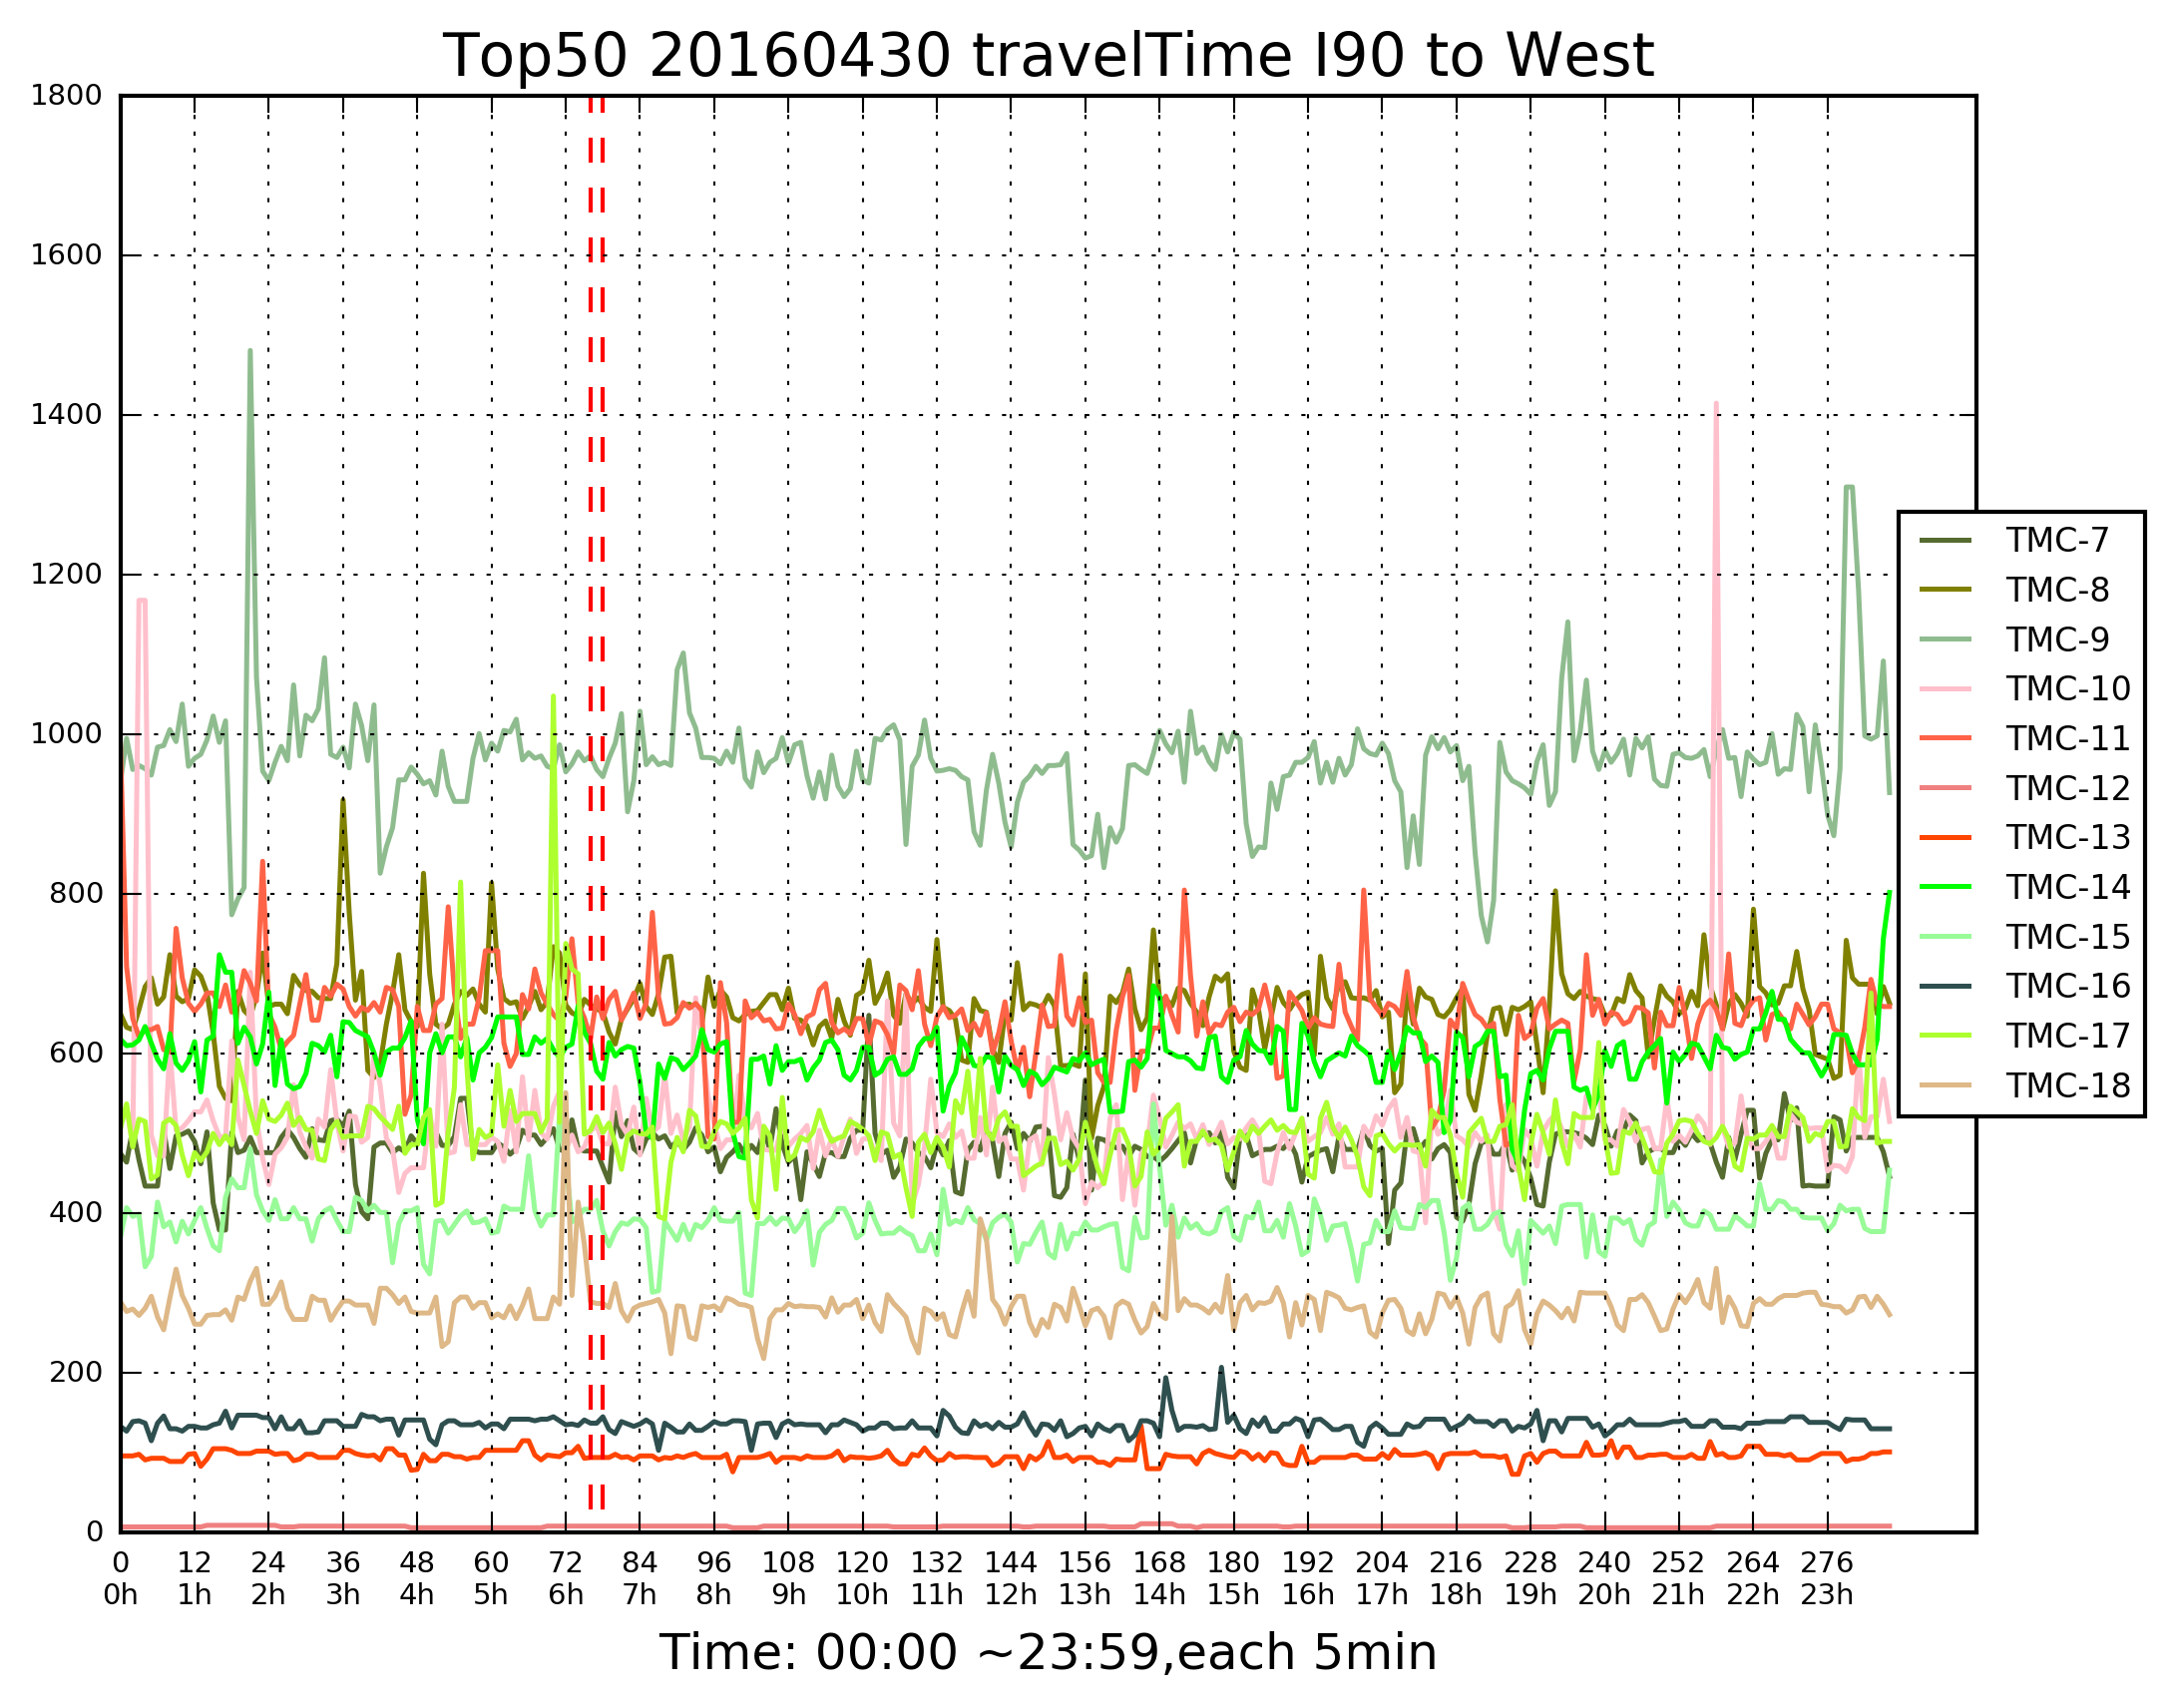 Top50 20160430 travelTime I90 to West
1800
1600
1400
1200
1000
800
600
400
200
0
TMC-7
TMC-8
TMC-9
TMC-10
TMC-11
TMC-12
TMC-13
TMC-14
TMC-15
TMC-16
TMC-17
TMC-18
0 12 24 36 48 60 72 84 96 108 120 132 144 156 168 180 192 204 216 228 240 252 264 276
0h 1h 2h 3h 4h 5h 6h 7h 8h 9h 10h 11h 12h 13h 14h 15h 16h 17h 18h 19h 20h 21h 22h 23h
Time: 00:00 ~23:59,each 5min